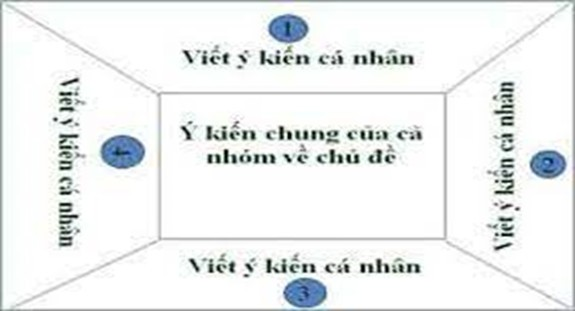 1
Viết ý kiến cá nhân
Viết ý kiến cá nhân
4
Ý kiến chung của cả
nhóm về chủ đề
2
Viết ý kiến cá nhân
Viết ý kiến cá nhân
3